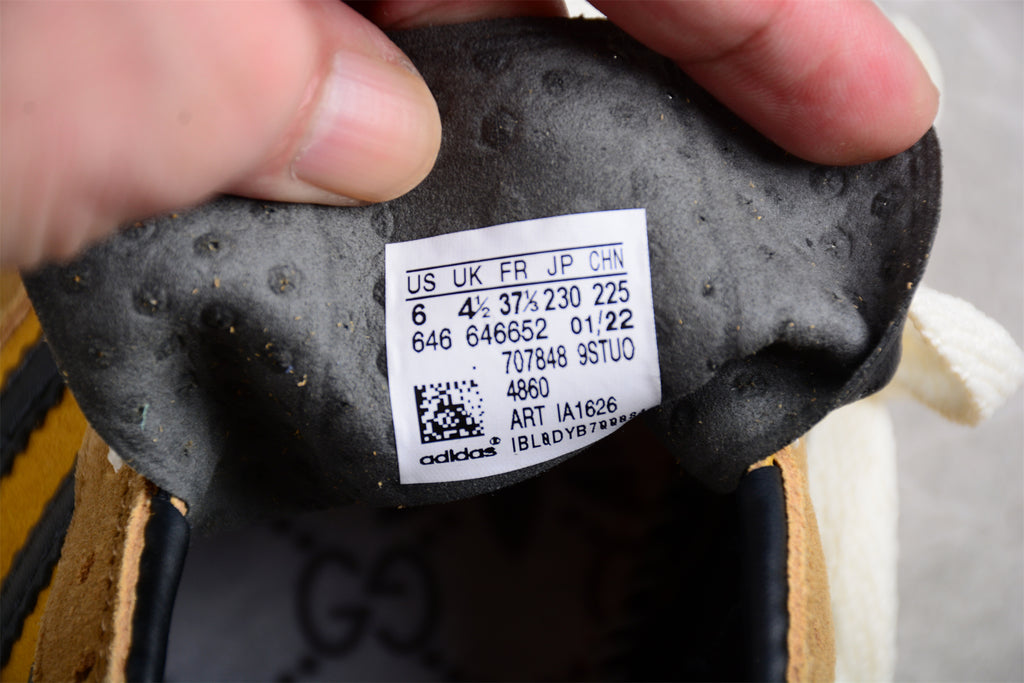 US UK FR JP CHN
6 4½ 37⅓ 230 225
646 646652 01/22
707848 9STUO
4860
ART IA1626
adidas®
GG